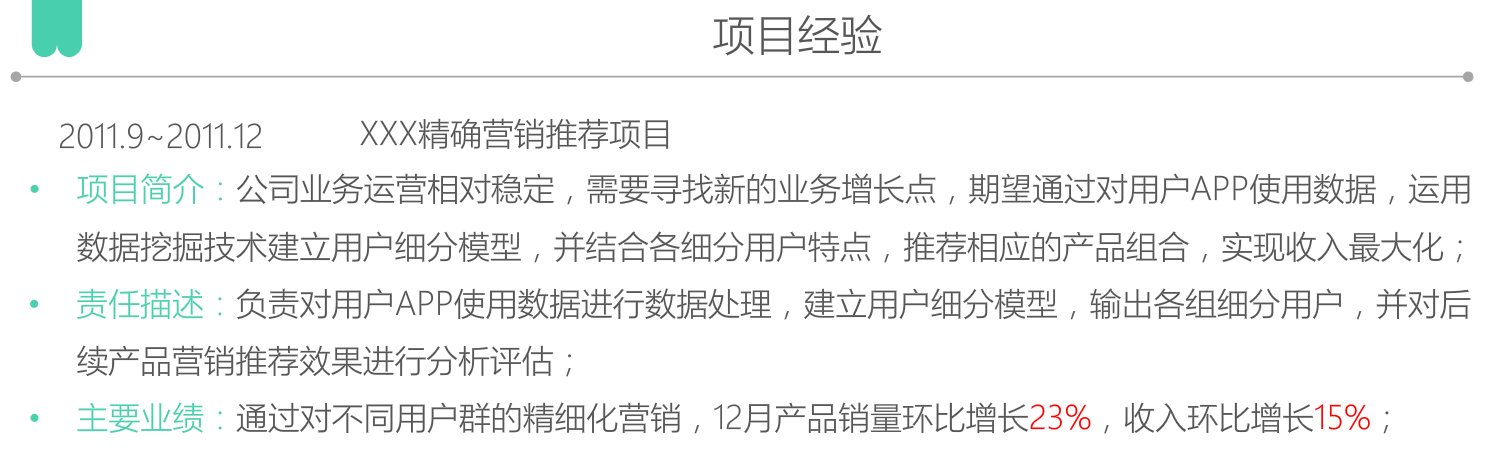 项目经验
2011.9~2011.12 XXX精确营销推荐项目
• 项目简介：公司业务运营相对稳定，需要寻找新的业务增长点，期望通过对用户APP使用数据，运用
数据挖掘技术建立用户细分模型，并结合各细分用户特点，推荐相应的产品组合，实现收入最大化；
• 责任描述：负责对用户APP使用数据进行数据处理，建立用户细分模型，输出各组细分用户，并对后
续产品营销推荐效果进行分析评估；
• 主要业绩：通过对不同用户群的精细化营销，12月产品销量环比增长23%，收入环比增长15%；